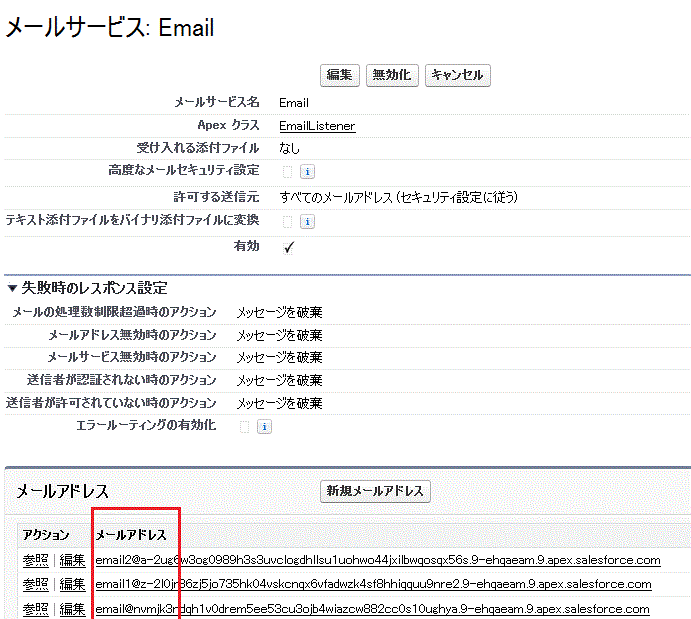 メールサービス: Email
編集 無効化 キャンセル
メールサービス名 Email
Apex クラス EmailListener
受け入れる添付ファイル なし
高度なメールセキュリティ設定 i
許可する送信元 すべてのメールアドレス (セキュリティ設定に従う)
テキスト添付ファイルをバイナリ添付ファイルに変換 i
有効 ✓
▼ 失敗時のレスポンス設定
メールの処理数制限超過時のアクション メッセージを破棄
メールアドレス無効時のアクション メッセージを破棄
メールサービス無効時のアクション メッセージを破棄
送信者が認証されない時のアクション メッセージを破棄
送信者が許可されていない時のアクション メッセージを破棄
エラールーティングの有効化 i
メールアドレス 新規メールアドレス
アクション メールアドレス
参照 | 編集 email2@a-2ug6w3og0989h3s3uvclogdhllsu1uohwo44jxilbwqosqx56s.9-ehqaeam.9.apex.salesforce.com
参照 | 編集 email1@z-2l0jr86zj5jo735hk04vskcnqx6vfadwzk4sf8hhiqquu9nre2.9-ehqaeam.9.apex.salesforce.com
参照 | 編集 email@nvmjk3rdqh1v0drem5ee53cu3ojb4wiazcw882cc0s10ughya.9-ehqaeam.9.apex.salesforce.com